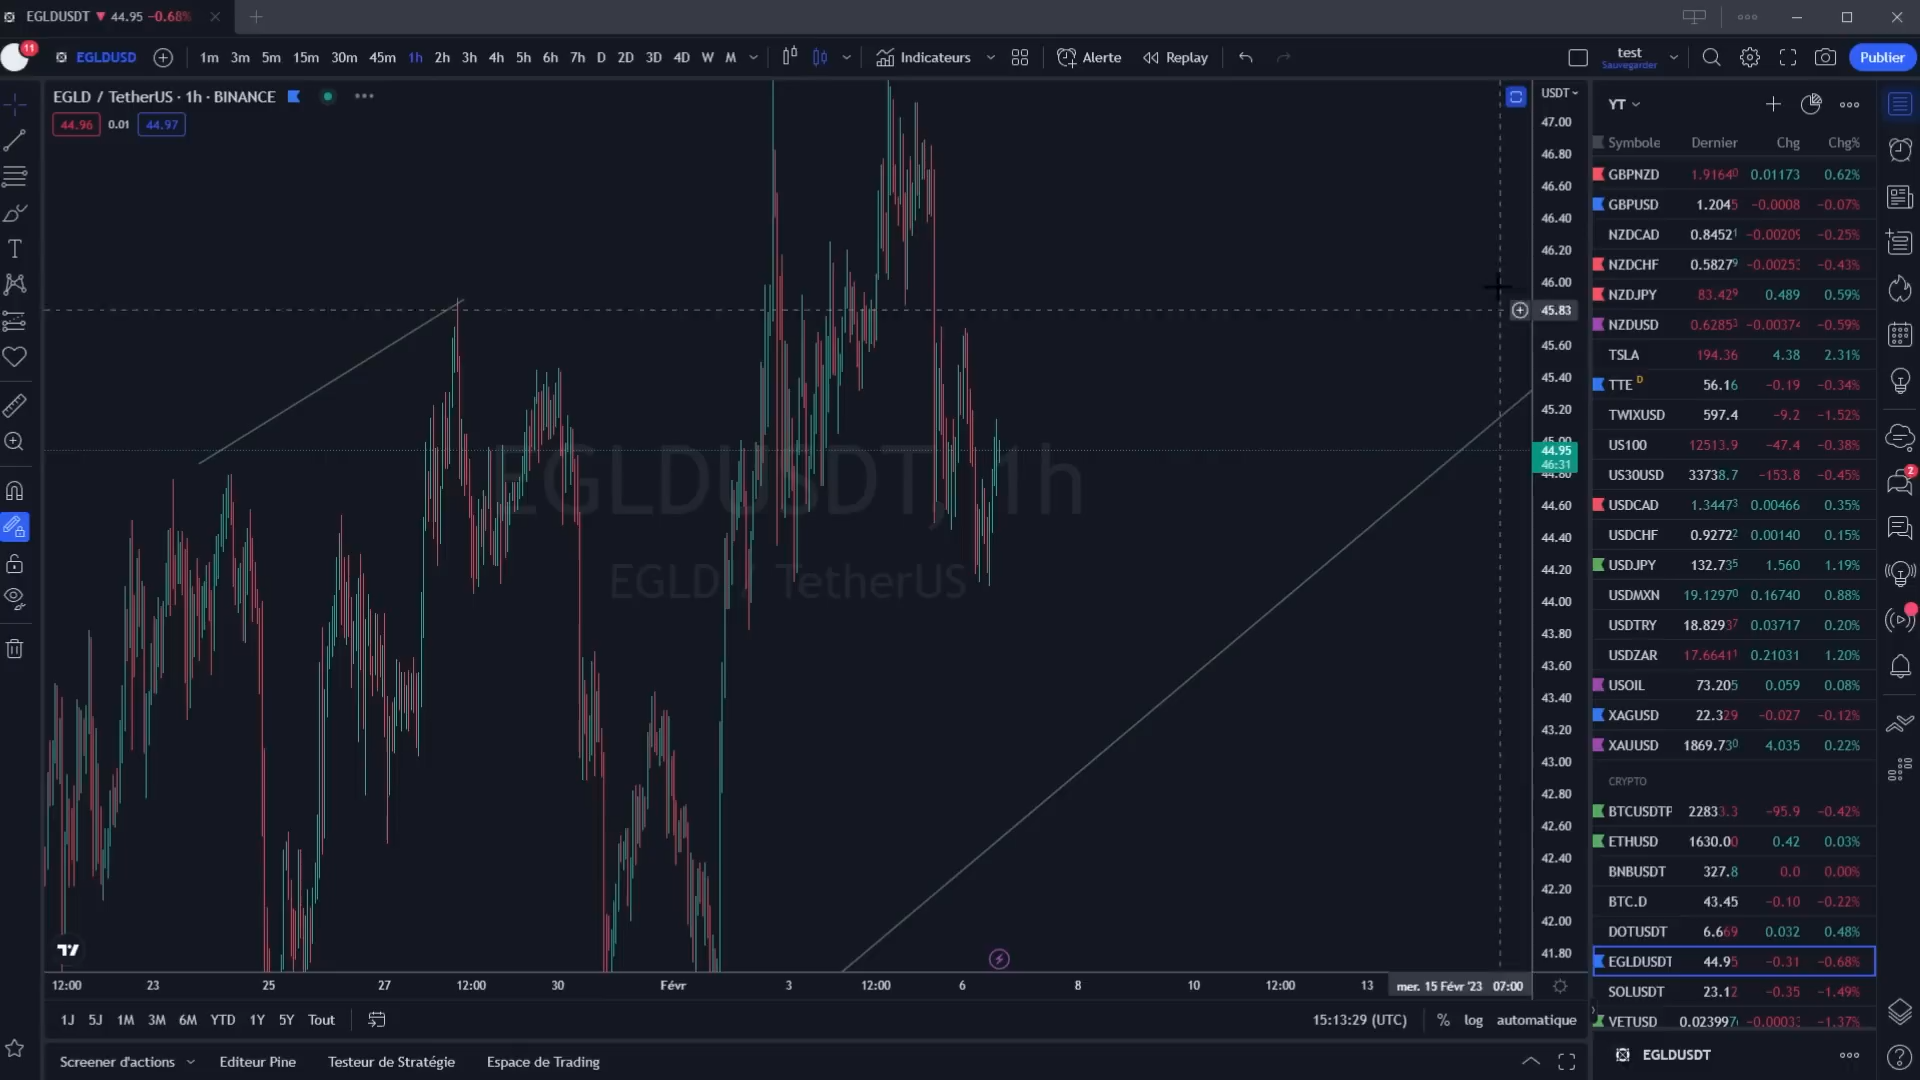 EGLDUSDT ▼ 44.95 −0.68%
11
EGLDUSD
1m 3m 5m 15m 30m 45m 1h 2h 3h 4h 5h 6h 7h D 2D 3D 4D W M
Indicateurs
Alerte
Replay
test
Sauvegarder
Publier
EGLD / TetherUS · 1h · BINANCE
44.96 0.01 44.97
EGLDUSDT, 1h
EGLD / TetherUS
USDT
47.00
46.80
46.60
46.40
46.20
46.00
45.83
45.60
45.40
45.20
45.00
44.95
46:31
44.80
44.60
44.40
44.20
44.00
43.80
43.60
43.40
43.20
43.00
42.80
42.60
42.40
42.20
42.00
41.80
12:00 23 25 27 12:00 30 Févr 3 12:00 6 8 10 12:00 13 mer. 15 Févr '23 07:00
1J 5J 1M 3M 6M YTD 1Y 5Y Tout
15:13:29 (UTC) % log automatique
Screener d'actions Editeur Pine Testeur de Stratégie Espace de Trading
YT
Symbole Dernier Chg Chg%
GBPNZD 1.9164⁰ 0.01173 0.62%
GBPUSD 1.2045 −0.0008 −0.07%
NZDCAD 0.8452¹ −0.00209 −0.25%
NZDCHF 0.5827⁹ −0.0025 −0.43%
NZDJPY 83.42⁹ 0.489 0.59%
NZDUSD 0.6285³ −0.00374 −0.59%
TSLA 194.36 4.38 2.31%
TTE D 56.16 −0.19 −0.34%
TWIXUSD 597.4 −9.2 −1.52%
US100 12513.9 −47.4 −0.38%
US30USD 33738.7 −153.8 −0.45%
USDCAD 1.3447³ 0.00466 0.35%
USDCHF 0.9272² 0.00140 0.15%
USDJPY 132.7³⁵ 1.560 1.19%
USDMXN 19.1297⁰ 0.16740 0.88%
USDTRY 18.829³⁷ 0.03717 0.20%
USDZAR 17.6641¹ 0.21031 1.20%
USOIL 73.205 0.059 0.08%
XAGUSD 22.329 −0.027 −0.12%
XAUUSD 1869.73⁰ 4.035 0.22%
CRYPTO
BTCUSDTP 22833.3 −95.9 −0.42%
ETHUSD 1630.00 0.42 0.03%
BNBUSDT 327.8 0.0 0.00%
BTC.D 43.45 −0.10 −0.22%
DOTUSDT 6.669 0.032 0.48%
EGLDUSDT 44.95 −0.31 −0.68%
SOLUSDT 23.12 −0.35 −1.49%
VETUSD 0.023997 −0.0003 −1.37%
EGLDUSDT
2